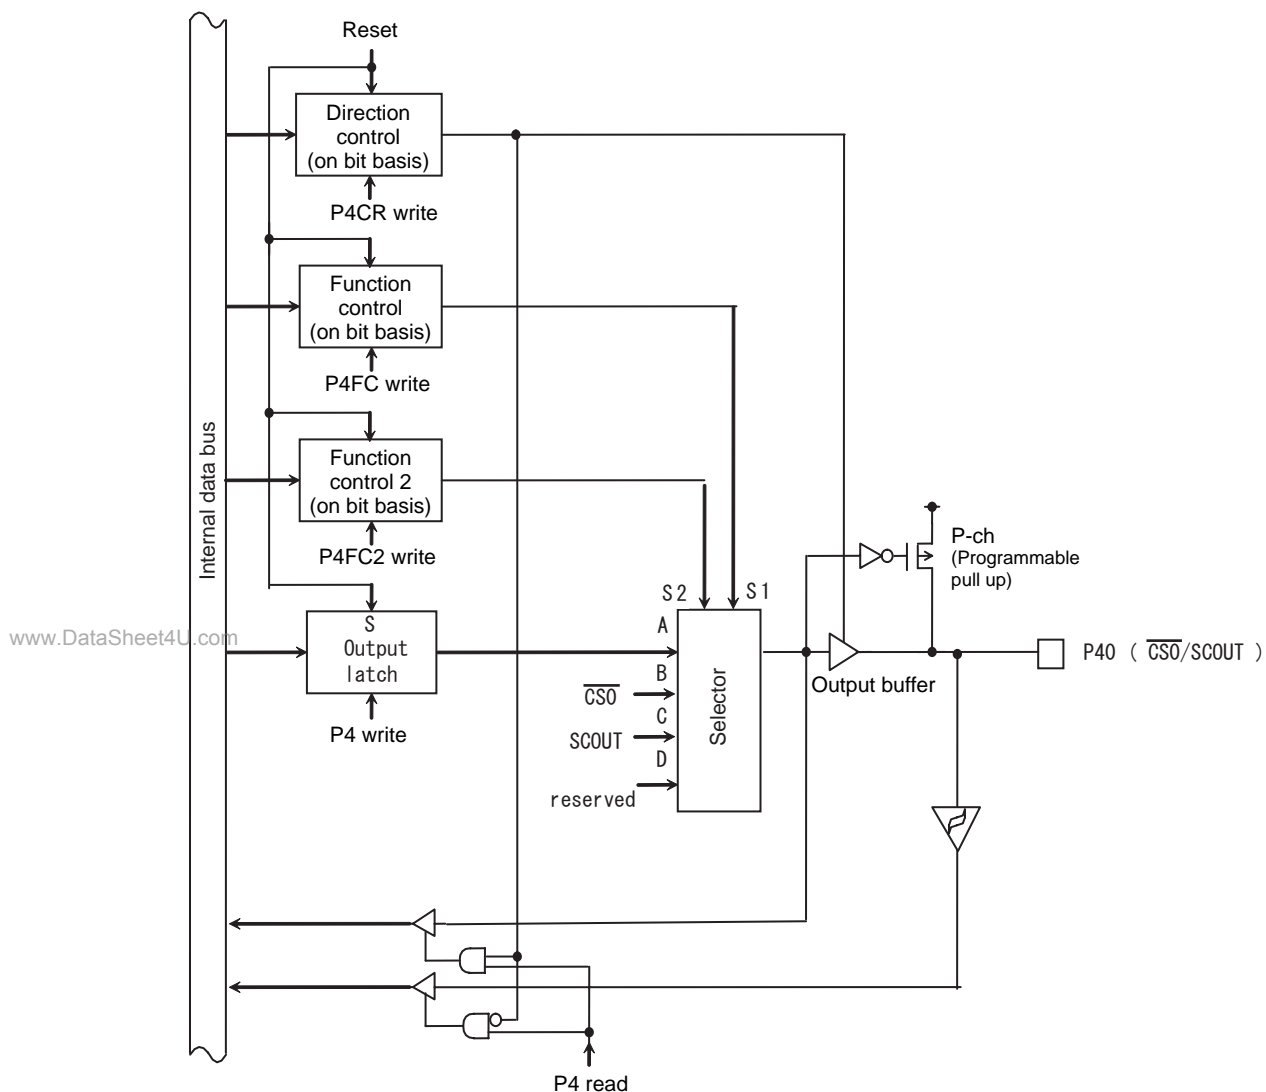 Reset
Direction
control
(on bit basis)
P4CR write
Function
control
(on bit basis)
P4FC write
Internal data bus
Function
control 2
(on bit basis)
P4FC2 write
P-ch
(Programmable
pull up)
S2 S1
S
Output
latch
P4 write
www.DataSheet4U.com
A
B
CS0
C
SCOUT
D
reserved
Selector
Output buffer
P40 ( CS0/SCOUT )
P4 read